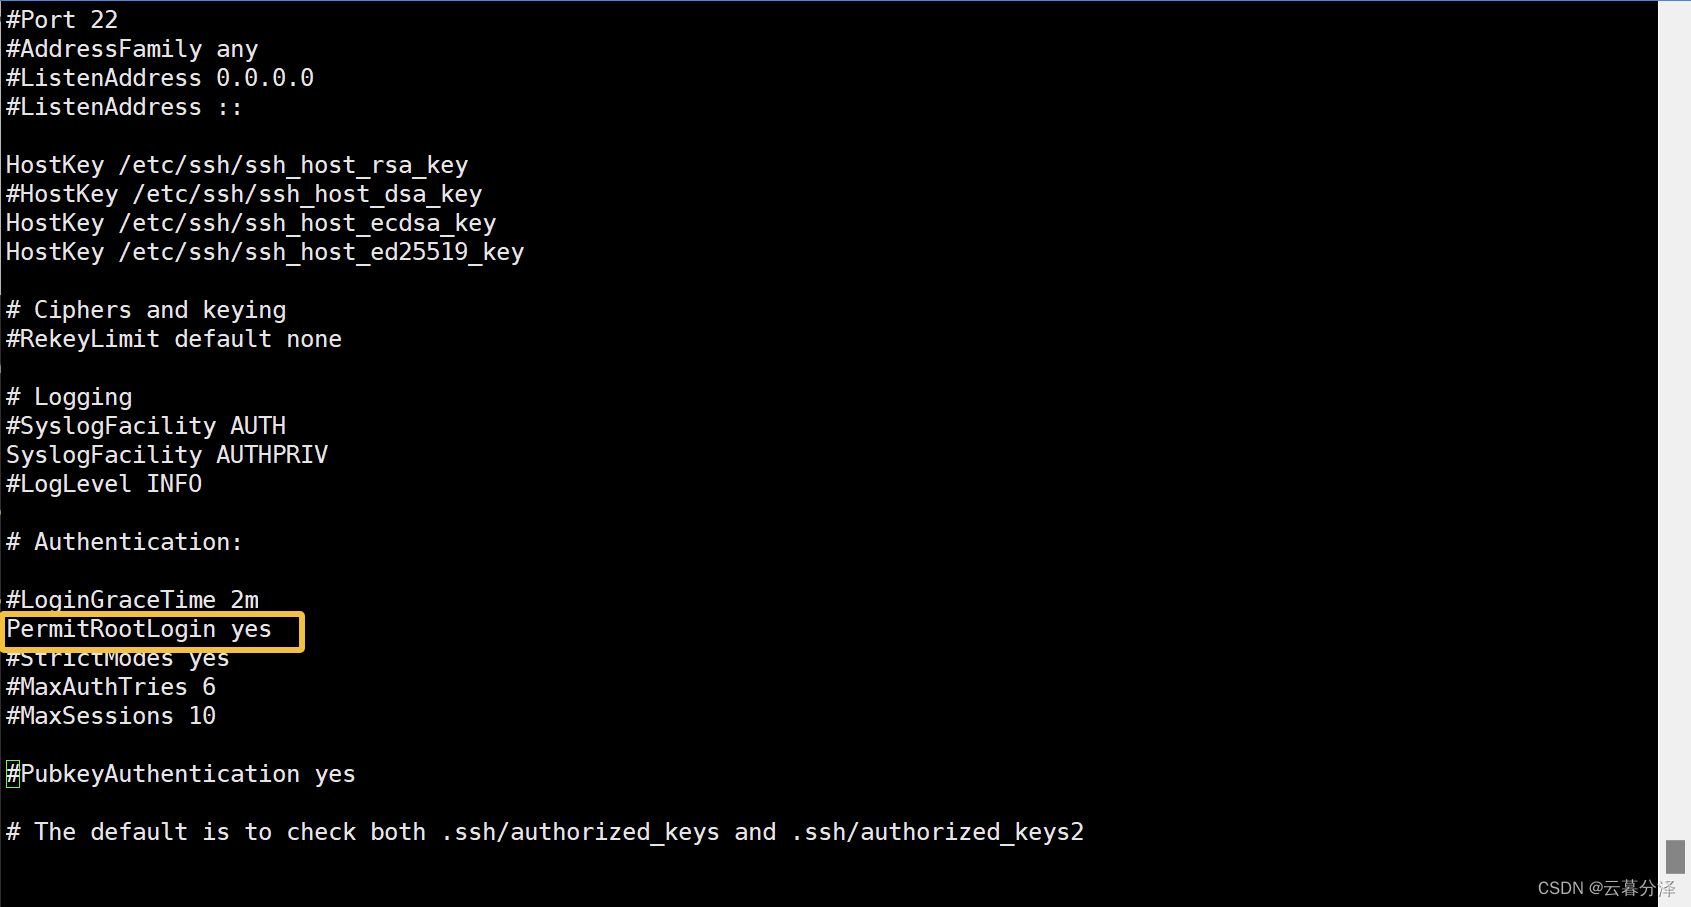 #Port 22
#AddressFamily any
#ListenAddress 0.0.0.0
#ListenAddress ::
HostKey /etc/ssh/ssh_host_rsa_key
#HostKey /etc/ssh/ssh_host_dsa_key
HostKey /etc/ssh/ssh_host_ecdsa_key
HostKey /etc/ssh/ssh_host_ed25519_key
# Ciphers and keying
#RekeyLimit default none
# Logging
#SyslogFacility AUTH
SyslogFacility AUTHPRIV
#LogLevel INFO
# Authentication:
#LoginGraceTime 2m
PermitRootLogin yes
#StrictModes yes
#MaxAuthTries 6
#MaxSessions 10
#PubkeyAuthentication yes
# The default is to check both .ssh/authorized_keys and .ssh/authorized_keys2
CSDN @云暮分泽